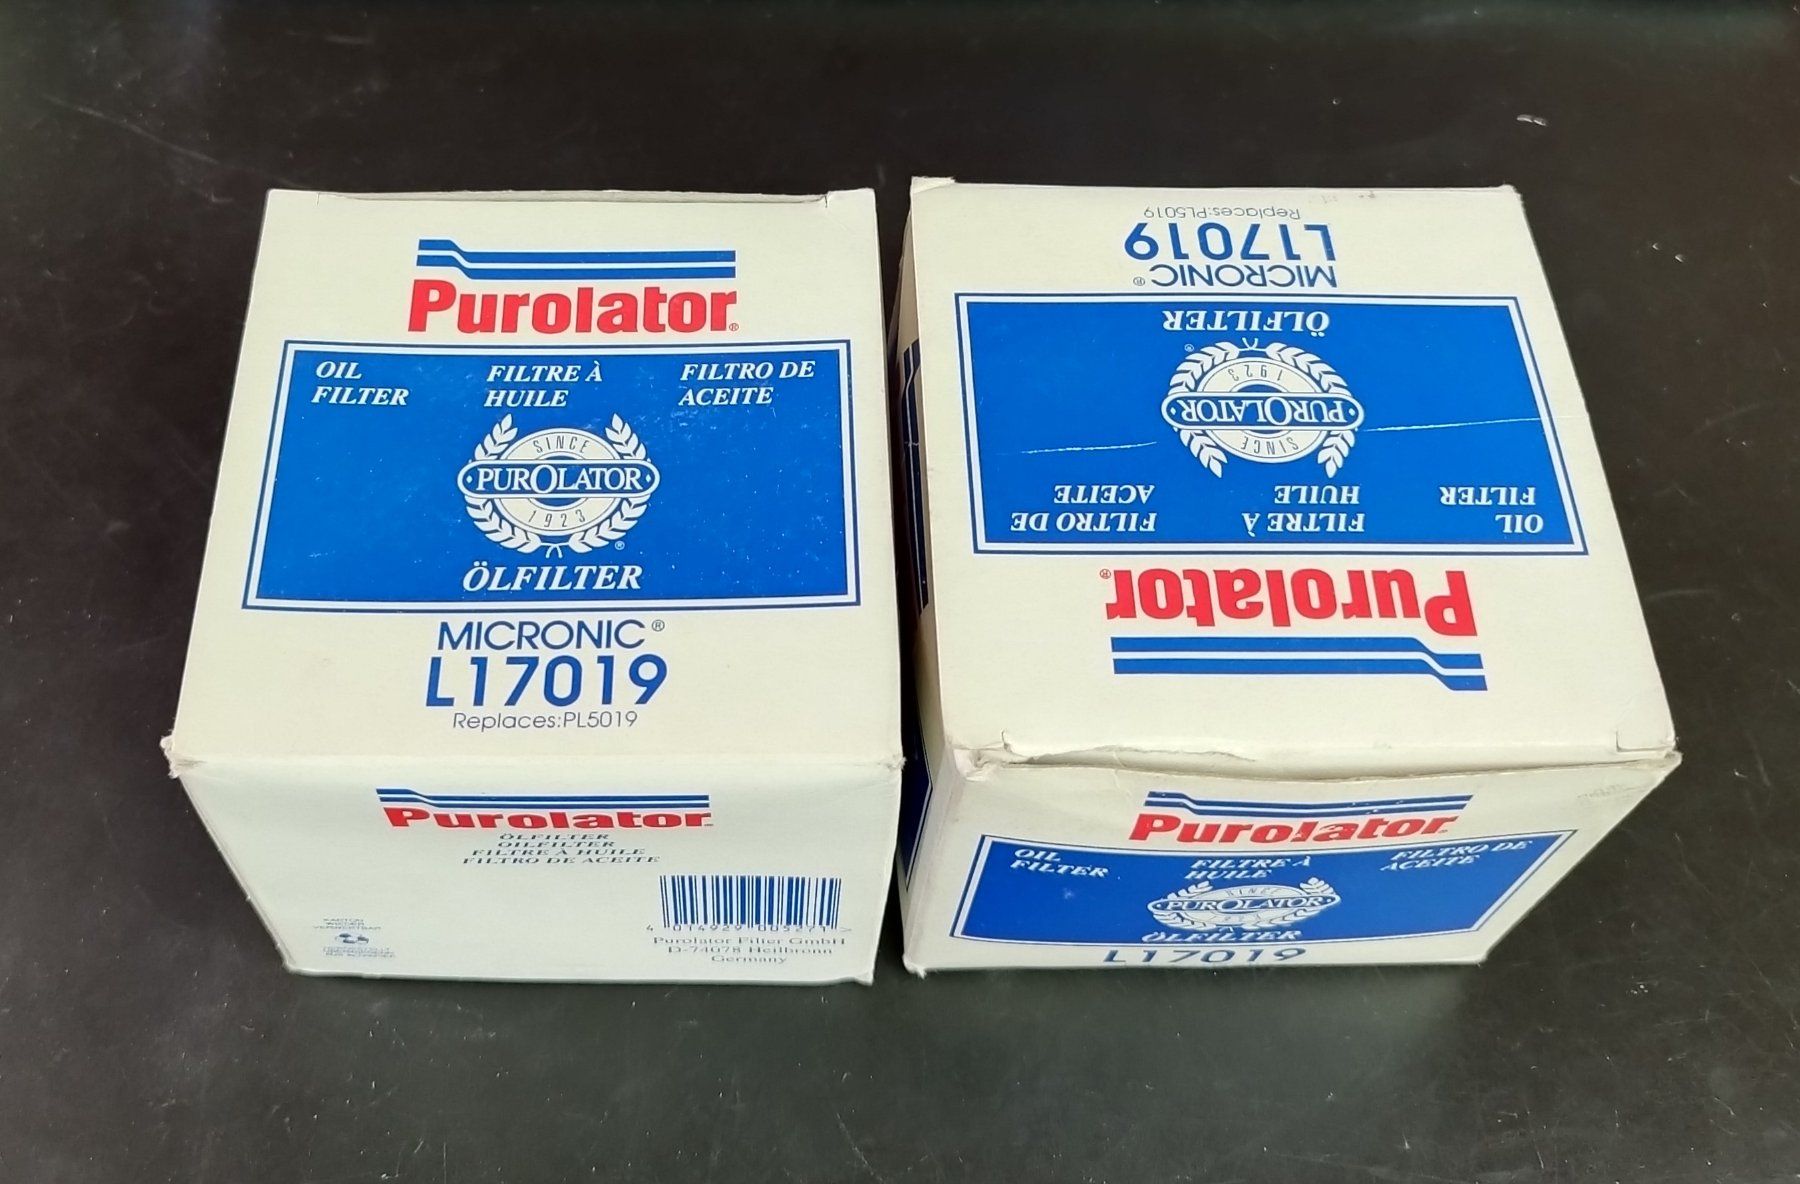 Purolator®
OIL FILTER
FILTRE À HUILE
FILTRO DE ACEITE
SINCE
PUROLATOR
1923
®
ÖLFILTER
MICRONIC®
L17019
Replaces:PL5019
Purolator
ÖLFILTER
OILFILTER
FILTRE À HUILE
FILTRO DE ACEITE
Purolator Filter GmbH
D-74078 Heilbronn
Germany
Purolator®
OIL FILTER
FILTRE À HUILE
FILTRO DE ACEITE
SINCE
PUROLATOR
1923
®
ÖLFILTER
MICRONIC®
L17019
Replaces:PL5019
Purolator
OIL FILTER
FILTRE À HUILE
FILTRO DE ACEITE
SINCE
PUROLATOR
ÖLFILTER
L17019